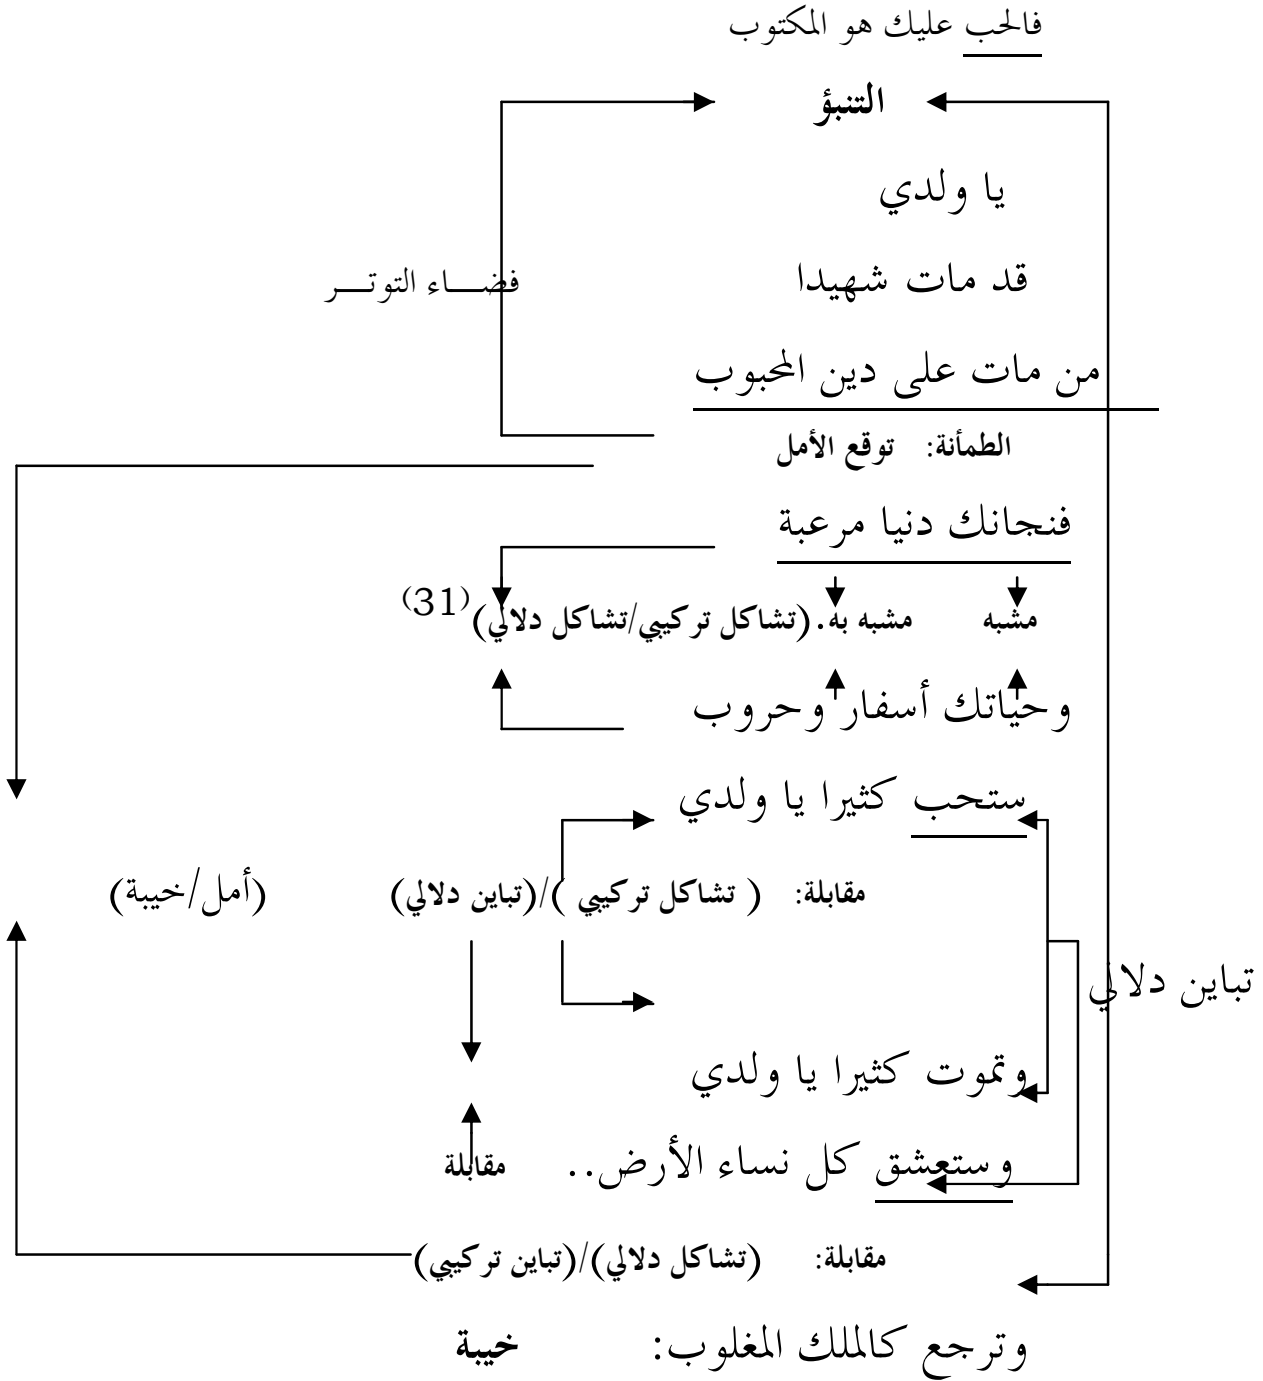 فالحب عليك هو المكتوب
التنبؤ
يا ولدي
قد مات شهيدا
فضـــاء التوتـــر
من مات على دين المحبوب
الطمأنة: توقع الأمل
فنجانك دنيا مرعبة
مشبه مشبه به. (تشاكل تركيبي/تشاكل دلالي)(31)
وحياتك أسفار وحروب
ستحب كثيرا يا ولدي
مقابلة: ( تشاكل تركيبي )/(تباين دلالي) (أمل/خيبة)
تباين دلالي
وتموت كثيرا يا ولدي
وستعشق كل نساء الأرض.. مقابلة
مقابلة: (تشاكل دلالي)/(تباين تركيبي)
وترجع كالملك المغلوب: خيبة